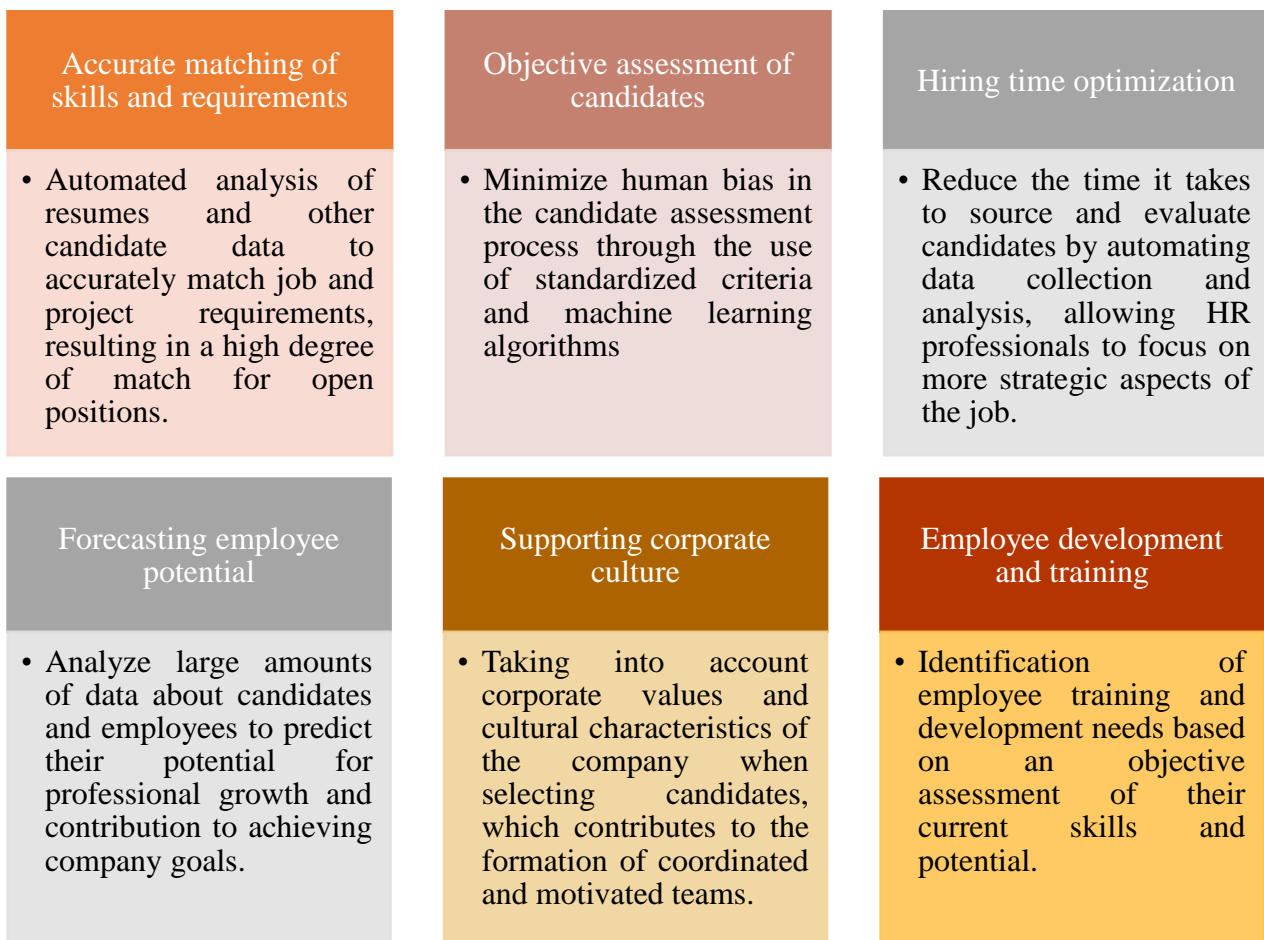 Accurate matching of
skills and requirements
• Automated analysis of
resumes and other
candidate data to
accurately match job and
project requirements,
resulting in a high degree
of match for open
positions.
Objective assessment of
candidates
• Minimize human bias in
the candidate assessment
process through the use
of standardized criteria
and machine learning
algorithms
Hiring time optimization
• Reduce the time it takes
to source and evaluate
candidates by automating
data collection and
analysis, allowing HR
professionals to focus on
more strategic aspects of
the job.
Forecasting employee
potential
• Analyze large amounts
of data about candidates
and employees to predict
their potential for
professional growth and
contribution to achieving
company goals.
Supporting corporate
culture
• Taking into account
corporate values and
cultural characteristics of
the company when
selecting candidates,
which contributes to the
formation of coordinated
and motivated teams.
Employee development
and training
• Identification of
employee training and
development needs based
on an objective
assessment of their
current skills and
potential.